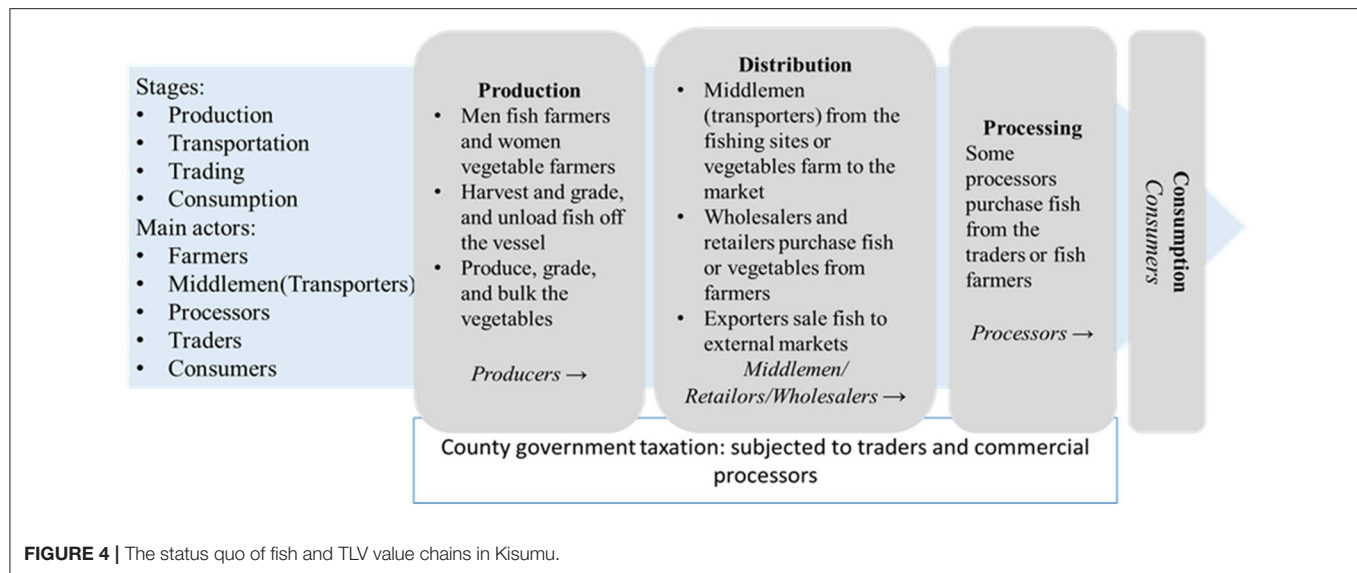 Stages:
• Production
• Transportation
• Trading
• Consumption
Main actors:
• Farmers
• Middlemen(Transporters)
• Processors
• Traders
• Consumers
Production
• Men fish farmers
and women
vegetable farmers
• Harvest and grade,
and unload fish off
the vessel
• Produce, grade,
and bulk the
vegetables
Producers →
Distribution
• Middlemen
(transporters) from the
fishing sites or
vegetables farm to the
market
• Wholesalers and
retailers purchase fish
or vegetables from
farmers
• Exporters sale fish to
external markets
Middlemen/
Retailors/Wholesalers →
Processing
Some
processors
purchase fish
from the
traders or fish
farmers
Processors →
Consumption
Consumers
County government taxation: subjected to traders and commercial
processors
FIGURE 4 | The status quo of fish and TLV value chains in Kisumu.